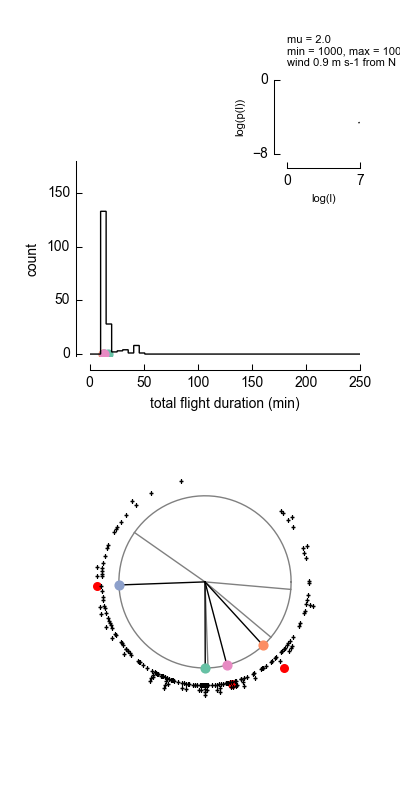 mu = 2.0
min = 1000, max = 100
wind 0.9 m s-1 from N
0
log(p(l))
−8
0 7
log(l)
150
100
count
50
0
0 50 100 150 200 250
total flight duration (min)